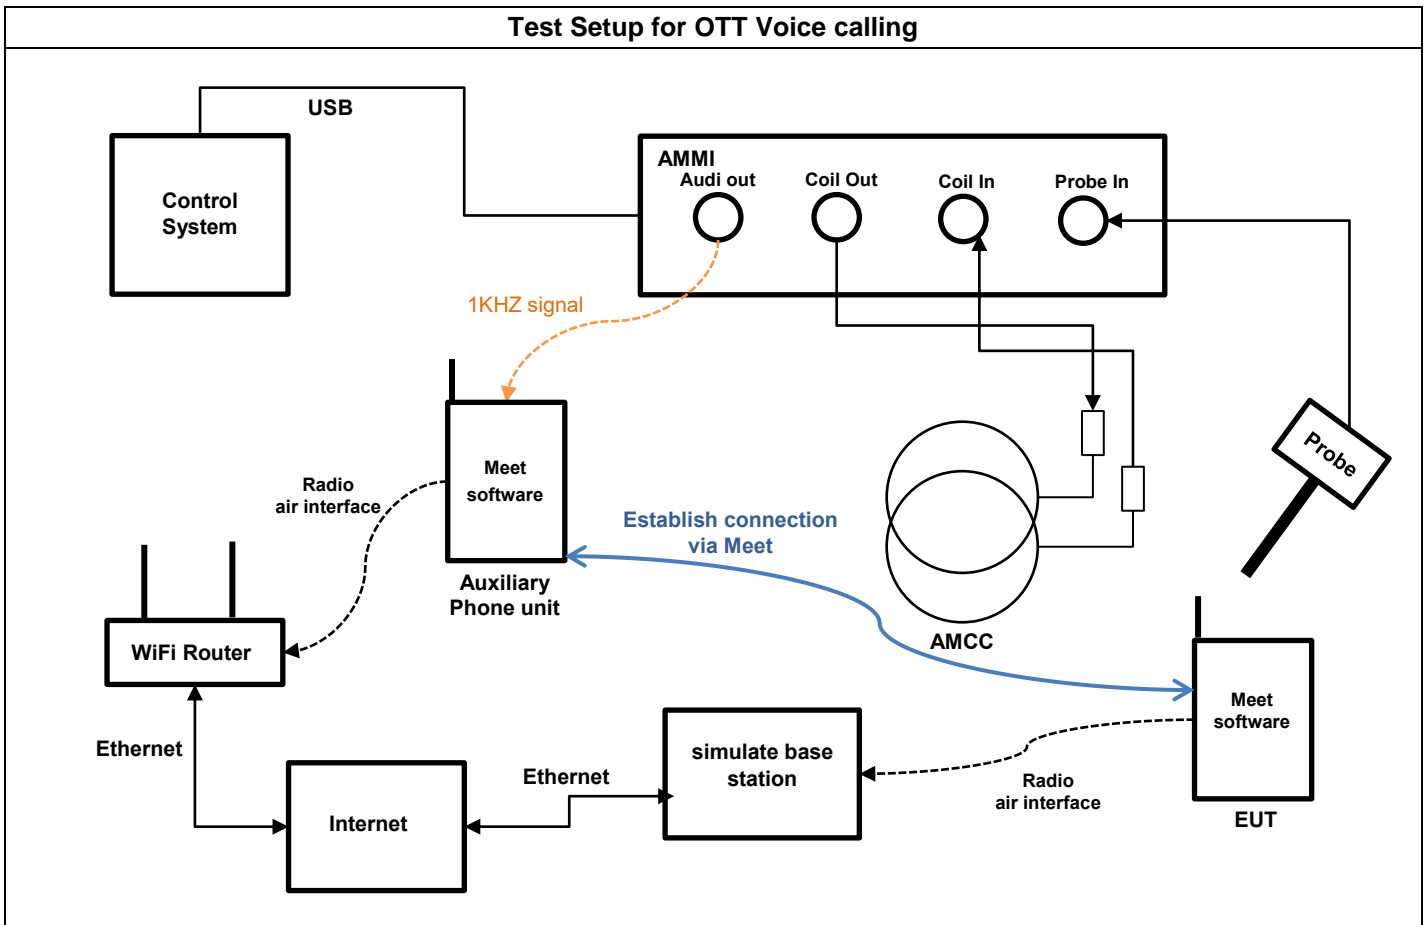 Test Setup for OTT Voice calling
USB
Control
System
AMMI
Audi out
Coil Out
Coil In
Probe In
1KHZ signal
Meet
software
Auxiliary
Phone unit
Radio
air interface
Establish connection
via Meet
AMCC
Probe
WiFi Router
Ethernet
Internet
Ethernet
simulate base
station
Radio
air interface
Meet
software
EUT